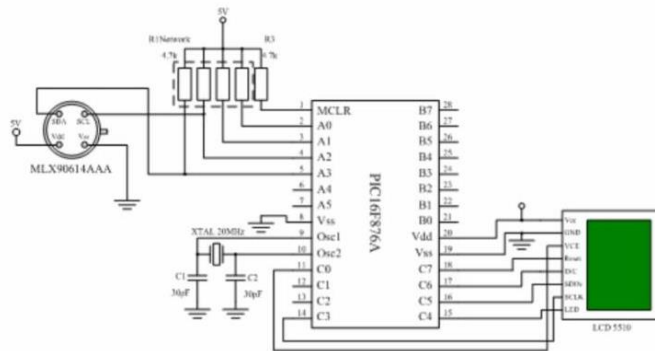 5V
R1Network
R3
4.7k
4.7k
SDA
SCL
5V
Vdd
Vss
MLX90614AAA
PIC16F876A
1 MCLR
2 A0
3 A1
4 A2
5 A3
6 A4
7 A5
8 Vss
9 Osc1
10 Osc2
11 C0
12 C1
13 C2
14 C3
B7 28
B6 27
B5 26
B4 25
B3 24
B2 23
B1 22
B0 21
Vdd 20
Vss 19
C7 18
C6 17
C5 16
C4 15
XTAL 20MHz
C1
30pF
C2
30pF
Vcc
GND
VCE
Reset
D/C
SDIN
SCLK
LED
LCD 5510